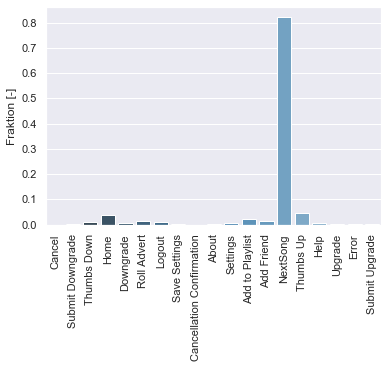 0.8
0.7
0.6
0.5
0.4
0.3
0.2
0.1
0.0
Fraktion [-]
Cancel
Submit Downgrade
Thumbs Down
Home
Downgrade
Roll Advert
Logout
Save Settings
Cancellation Confirmation
About
Settings
Add to Playlist
Add Friend
NextSong
Thumbs Up
Help
Upgrade
Error
Submit Upgrade